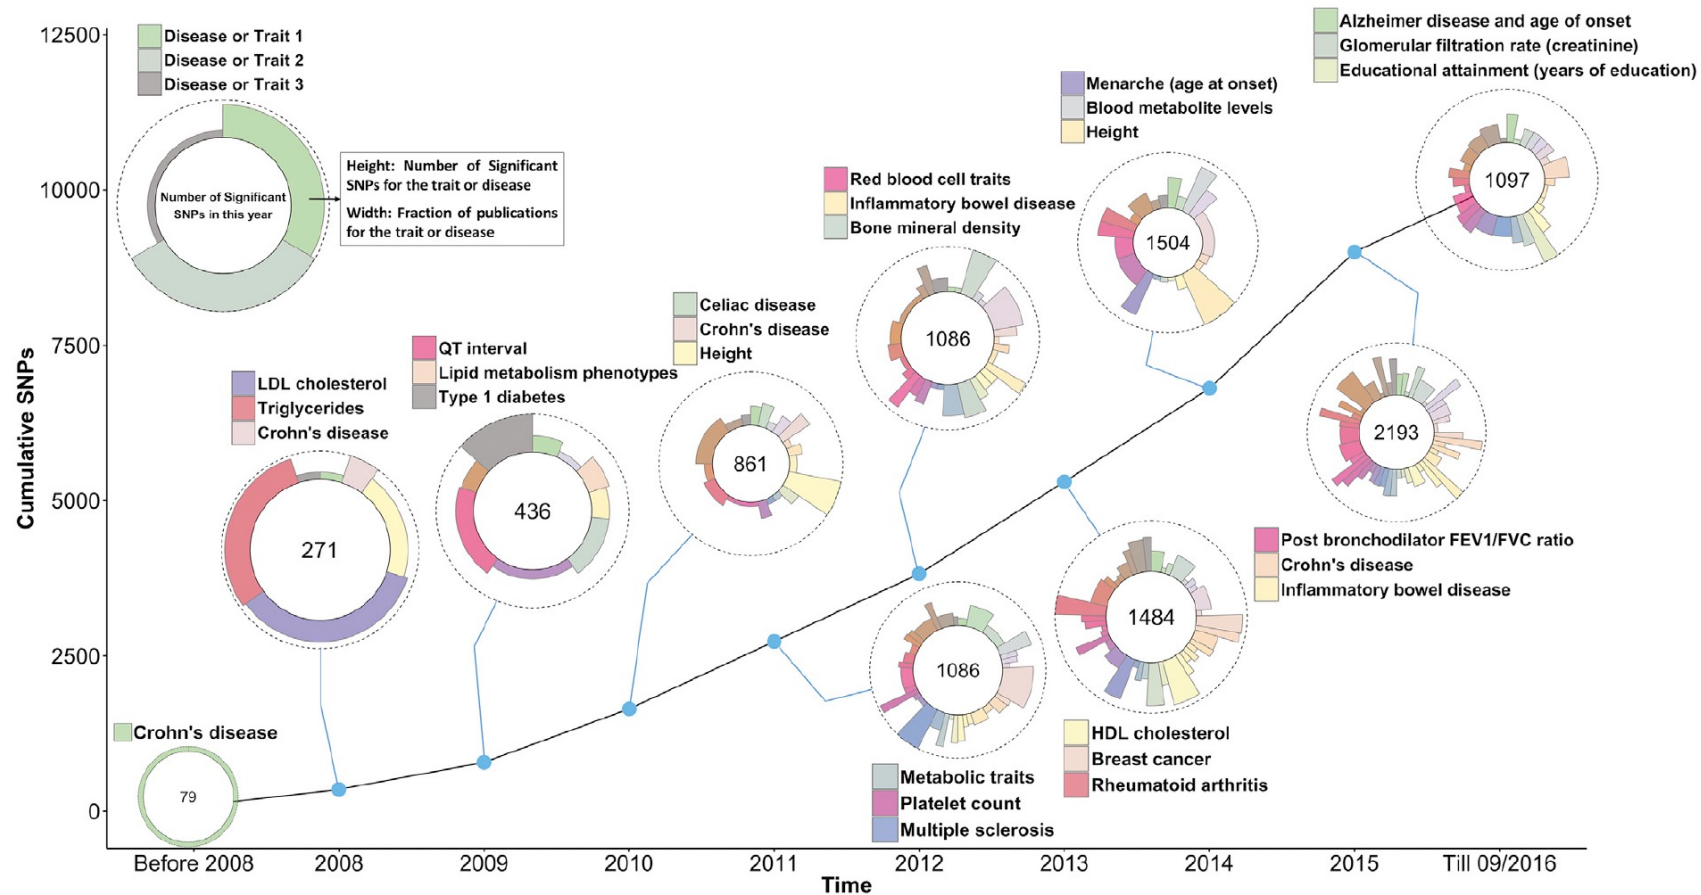 12500
10000
7500
5000
2500
0
Cumulative SNPs
Disease or Trait 1
Disease or Trait 2
Disease or Trait 3
Number of Significant
SNPs in this year
Height: Number of Significant
SNPs for the trait or disease
Width: Fraction of publications
for the trait or disease
Crohn's disease
79
LDL cholesterol
Triglycerides
Crohn's disease
271
QT interval
Lipid metabolism phenotypes
Type 1 diabetes
436
Celiac disease
Crohn's disease
Height
861
Red blood cell traits
Inflammatory bowel disease
Bone mineral density
1086
1086
Metabolic traits
Platelet count
Multiple sclerosis
Menarche (age at onset)
Blood metabolite levels
Height
1504
1484
HDL cholesterol
Breast cancer
Rheumatoid arthritis
Alzheimer disease and age of onset
Glomerular filtration rate (creatinine)
Educational attainment (years of education)
1097
2193
Post bronchodilator FEV1/FVC ratio
Crohn's disease
Inflammatory bowel disease
Before 2008
2008
2009
2010
2011
2012
2013
2014
2015
Till 09/2016
Time